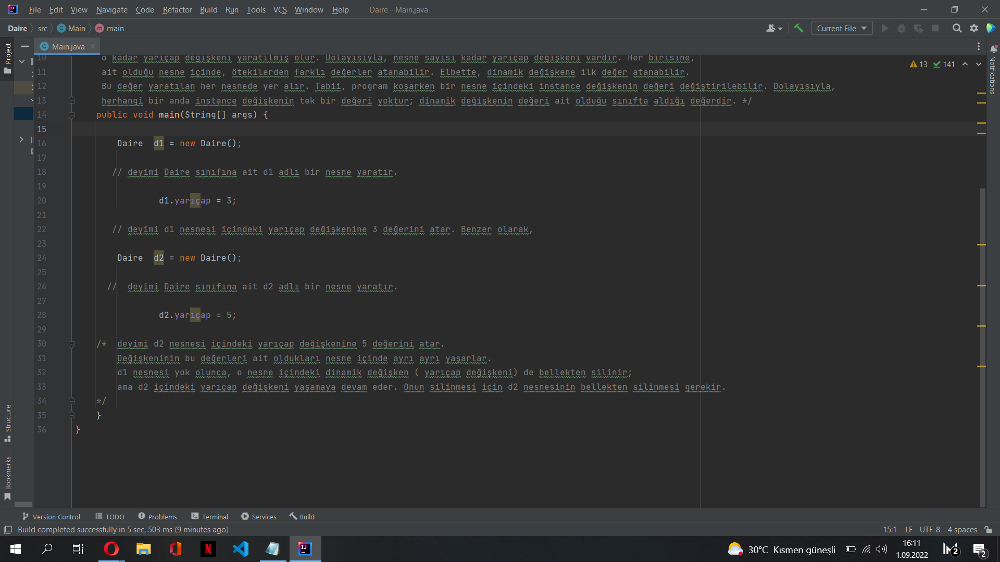 File Edit View Navigate Code Refactor Build Run Tools VCS Window Help Daire - Main.java
Daire src Main main Current File
Project Main.java Notifications
10 o kadar yarıçap değişkeni yaratılmış olur. Dolayısıyla, nesne sayısı kadar yarıçap değişkeni vardır. Her birisine,
11 ait olduğu nesne içinde, ötekilerden farklı değerler atanabilir. Elbette, dinamik değişkene ilk değer atanabilir.
13 141
12 Bu değer yaratılan her nesnede yer alır. Tabii, program koşarken bir nesne içindeki instance değişkenin değeri değiştirilebilir. Dolayısıyla,
13 herhangi bir anda instance değişkenin tek bir değeri yoktur; dinamik değişkenin değeri ait olduğu sınıfta aldığı değerdir. */
14 public void main(String[] args) {
15
16 Daire d1 = new Daire();
17
18 // deyimi Daire sınıfına ait d1 adlı bir nesne yaratır.
19
20 d1.yarıçap = 3;
21
22 // deyimi d1 nesnesi içindeki yarıçap değişkenine 3 değerini atar. Benzer olarak,
23
24 Daire d2 = new Daire();
25
26 // deyimi Daire sınıfına ait d2 adlı bir nesne yaratır.
27
28 d2.yarıçap = 5;
29
30 /* deyimi d2 nesnesi içindeki yarıçap değişkenine 5 değerini atar.
31 Değişkeninin bu değerleri ait oldukları nesne içinde ayrı ayrı yaşarlar.
32 d1 nesnesi yok olunca, o nesne içindeki dinamik değişken ( yarıçap değişkeni) de bellekten silinir;
33 ama d2 içindeki yarıçap değişkeni yaşamaya devam eder. Onun silinmesi için d2 nesnesinin bellekten silinmesi gerekir.
34 */
35 }
36 }
Structure
Bookmarks
Version Control TODO Problems Terminal Services Build
Build completed successfully in 5 sec, 503 ms (9 minutes ago) 15:1 LF UTF-8 4 spaces
30°C Kısmen güneşli 16:11
1.09.2022
2 2